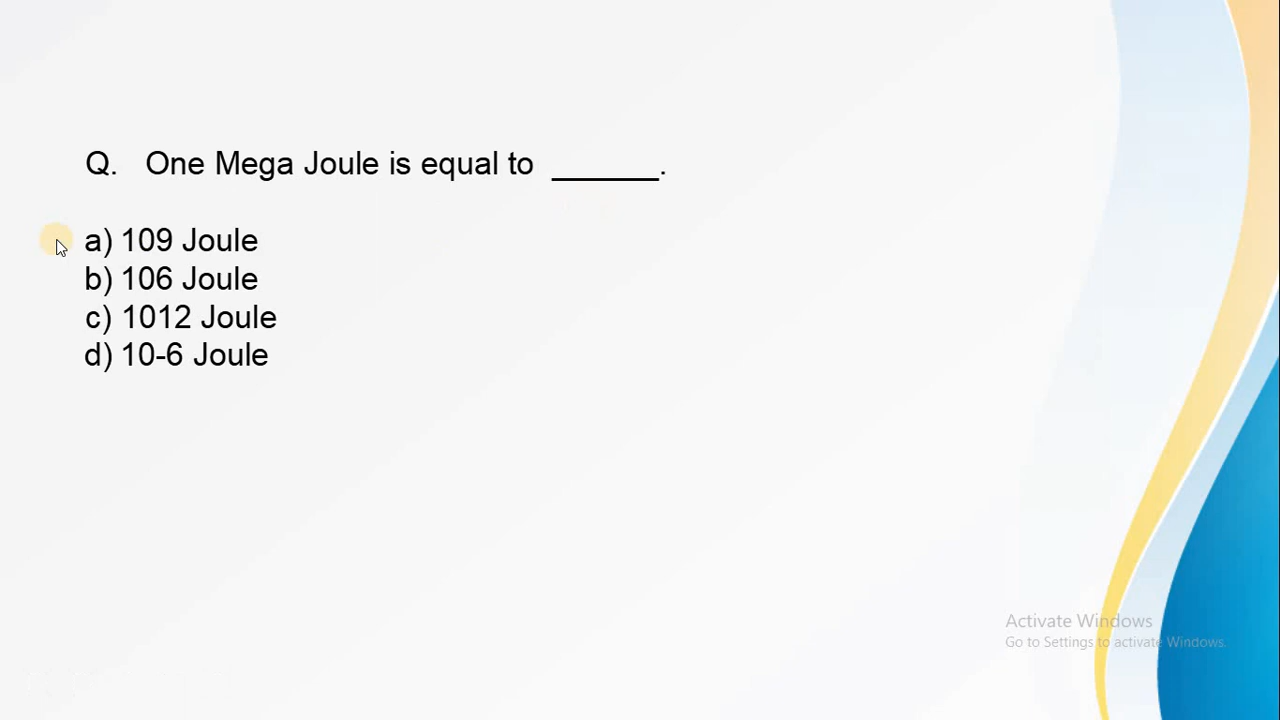 Q. One Mega Joule is equal to ______.
a) 109 Joule
b) 106 Joule
c) 1012 Joule
d) 10-6 Joule
Activate Windows
Go to Settings to activate Windows.